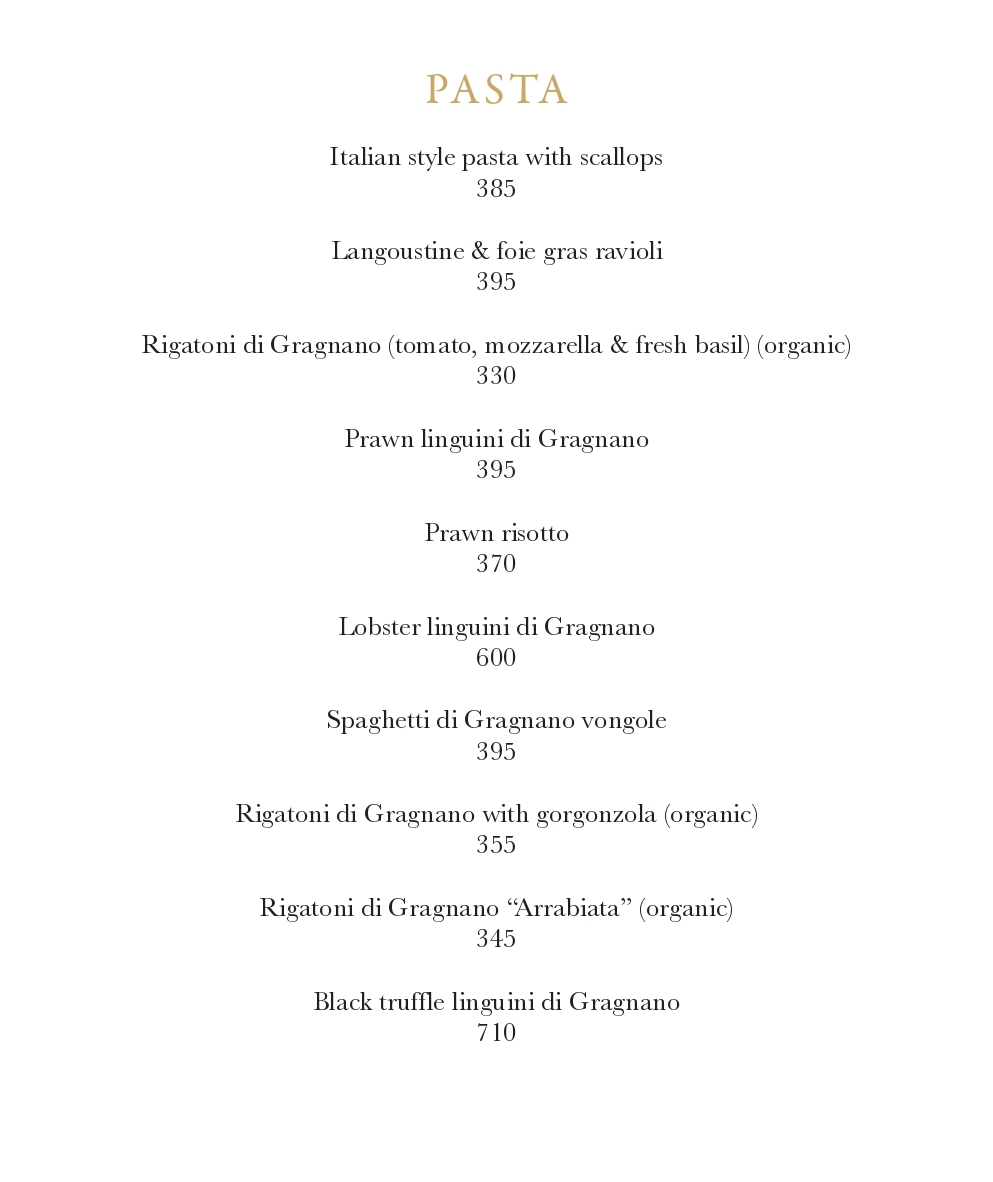 PASTA
Italian style pasta with scallops
385
Langoustine & foie gras ravioli
395
Rigatoni di Gragnano (tomato, mozzarella & fresh basil) (organic)
330
Prawn linguini di Gragnano
395
Prawn risotto
370
Lobster linguini di Gragnano
600
Spaghetti di Gragnano vongole
395
Rigatoni di Gragnano with gorgonzola (organic)
355
Rigatoni di Gragnano “Arrabiata” (organic)
345
Black truffle linguini di Gragnano
710